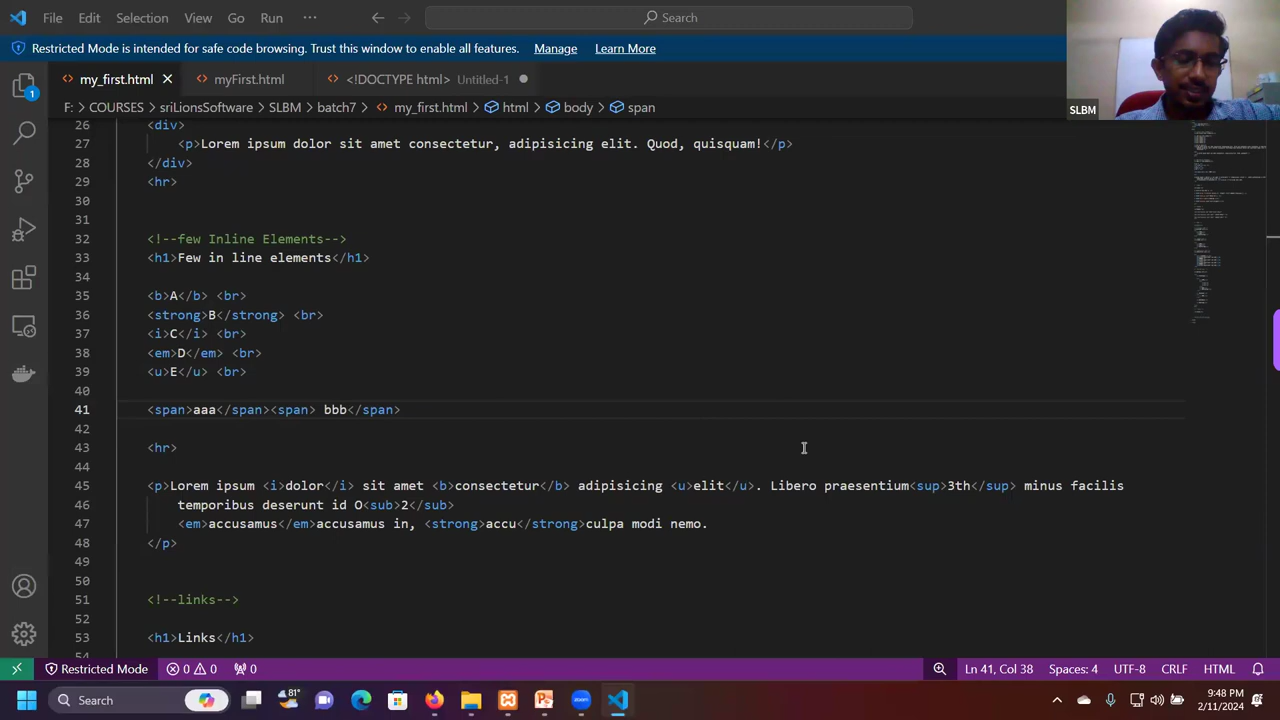 File Edit Selection View Go Run ··· Search
Restricted Mode is intended for safe code browsing. Trust this window to enable all features. Manage Learn More
SLBM
my_first.html myFirst.html <!DOCTYPE html> Untitled-1
F: > COURSES > sriLionsSoftware > SLBM > batch7 > my_first.html > html > body > span
26 <div>
27 <p>Lorem ipsum dolor sit amet consectetur adipisicing elit. Quod, quisquam!</p>
28 </div>
29 <hr>
30
31
32 <!--few Inline Elements-->
33 <h1>Few in line elements</h1>
34
35 <b>A</b> <br>
36 <strong>B</strong> <br>
37 <i>C</i> <br>
38 <em>D</em> <br>
39 <u>E</u> <br>
40
41 <span>aaa</span><span> bbb</span>
42
43 <hr>
44
45 <p>Lorem ipsum <i>dolor</i> sit amet <b>consectetur</b> adipisicing <u>elit</u>. Libero praesentium<sup>3th</sup> minus facilis
46 temporibus deserunt id O<sub>2</sub>
47 <em>accusamus</em>accusamus in, <strong>accu</strong>culpa modi nemo.
48 </p>
49
50
51 <!--links-->
52
53 <h1>Links</h1>
54
1
Restricted Mode 0 0 0 Ln 41, Col 38 Spaces: 4 UTF-8 CRLF HTML
Search 81° zoom 9:48 PM
2/11/2024